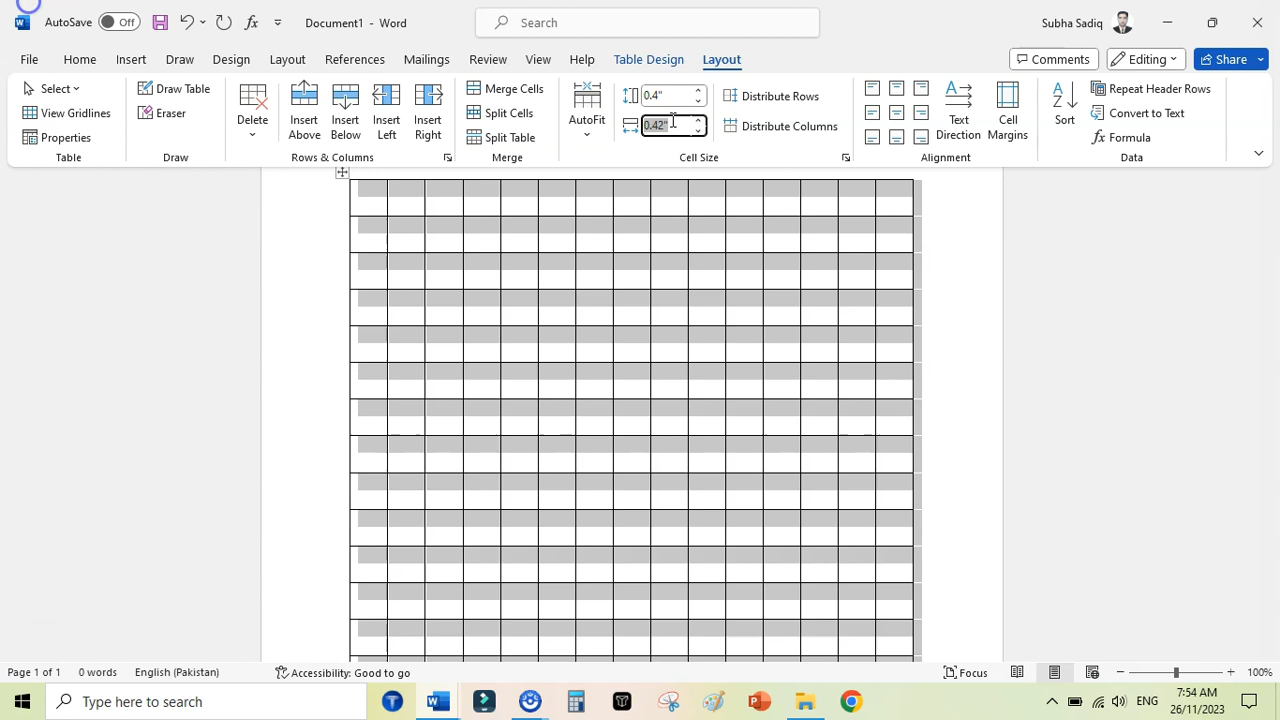 AutoSave Off Document1 - Word Search Subha Sadiq
File Home Insert Draw Design Layout References Mailings Review View Help Table Design Layout Comments Editing Share
Select View Gridlines Properties Table
Draw Table Eraser Draw
Delete Insert Above Insert Below Insert Left Insert Right Rows & Columns
Merge Cells Split Cells Split Table Merge
AutoFit 0.4" 0.42" Distribute Rows Distribute Columns Cell Size
Text Direction Cell Margins Alignment
Sort Repeat Header Rows Convert to Text Formula Data
Page 1 of 1 0 words English (Pakistan) Accessibility: Good to go Focus 100%
Type here to search ENG 7:54 AM
26/11/2023